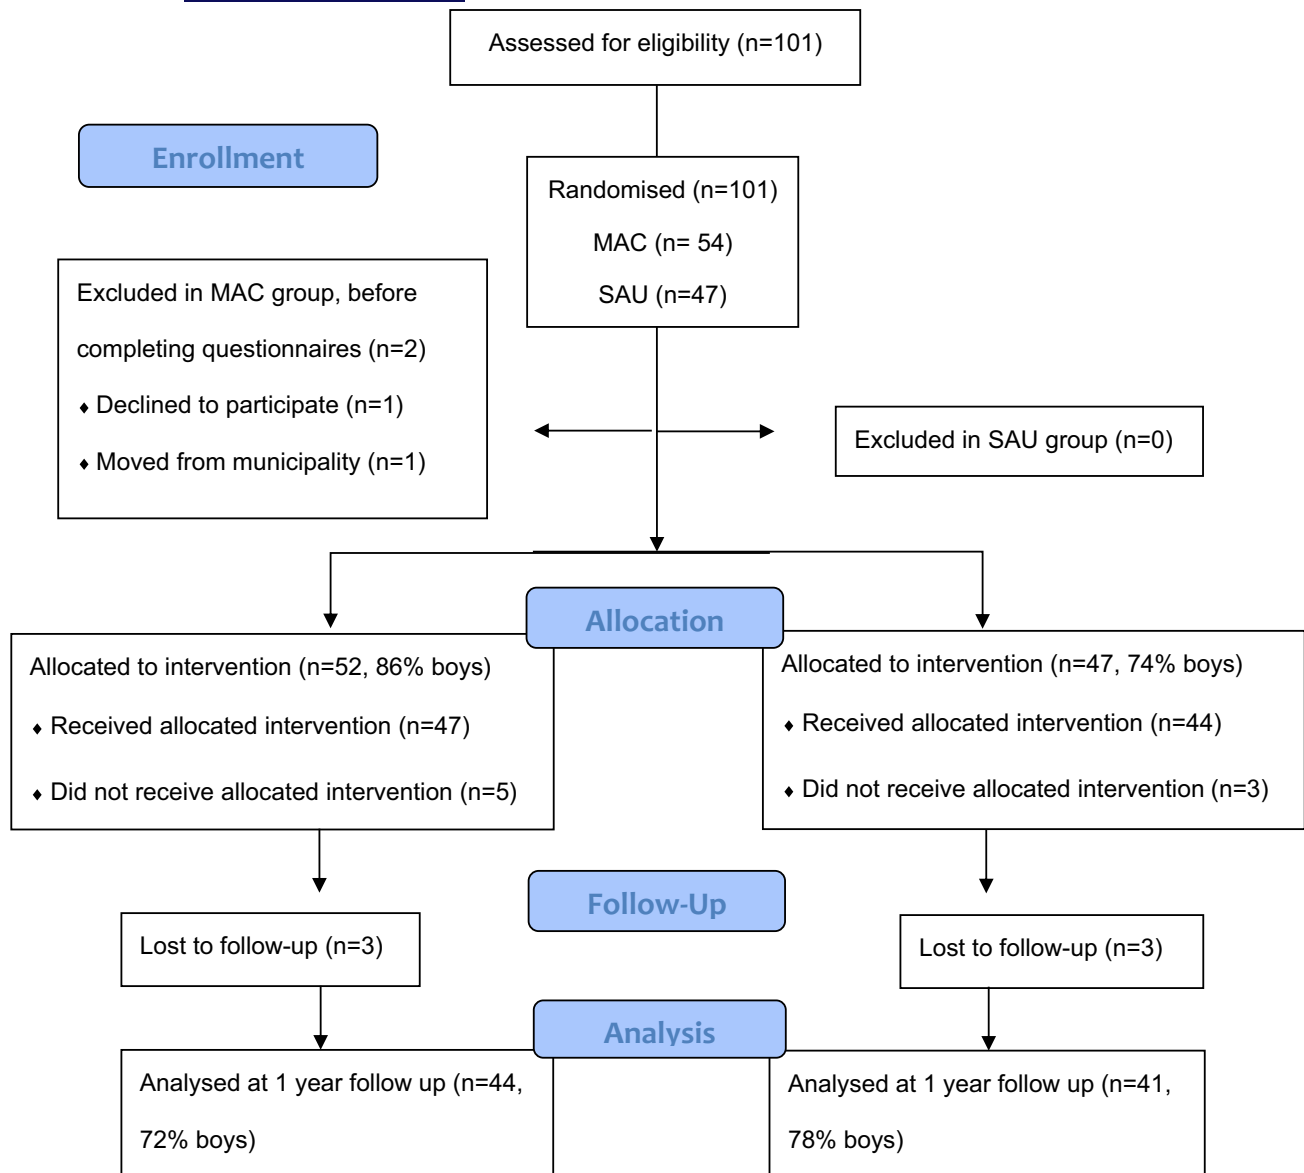 Assessed for eligibility (n=101)
Enrollment
Randomised (n=101)
MAC (n= 54)
SAU (n=47)
Excluded in MAC group, before
completing questionnaires (n=2)
♦ Declined to participate (n=1)
♦ Moved from municipality (n=1)
Excluded in SAU group (n=0)
Allocation
Allocated to intervention (n=52, 86% boys)
♦ Received allocated intervention (n=47)
♦ Did not receive allocated intervention (n=5)
Allocated to intervention (n=47, 74% boys)
♦ Received allocated intervention (n=44)
♦ Did not receive allocated intervention (n=3)
Follow-Up
Lost to follow-up (n=3)
Lost to follow-up (n=3)
Analysis
Analysed at 1 year follow up (n=44,
72% boys)
Analysed at 1 year follow up (n=41,
78% boys)